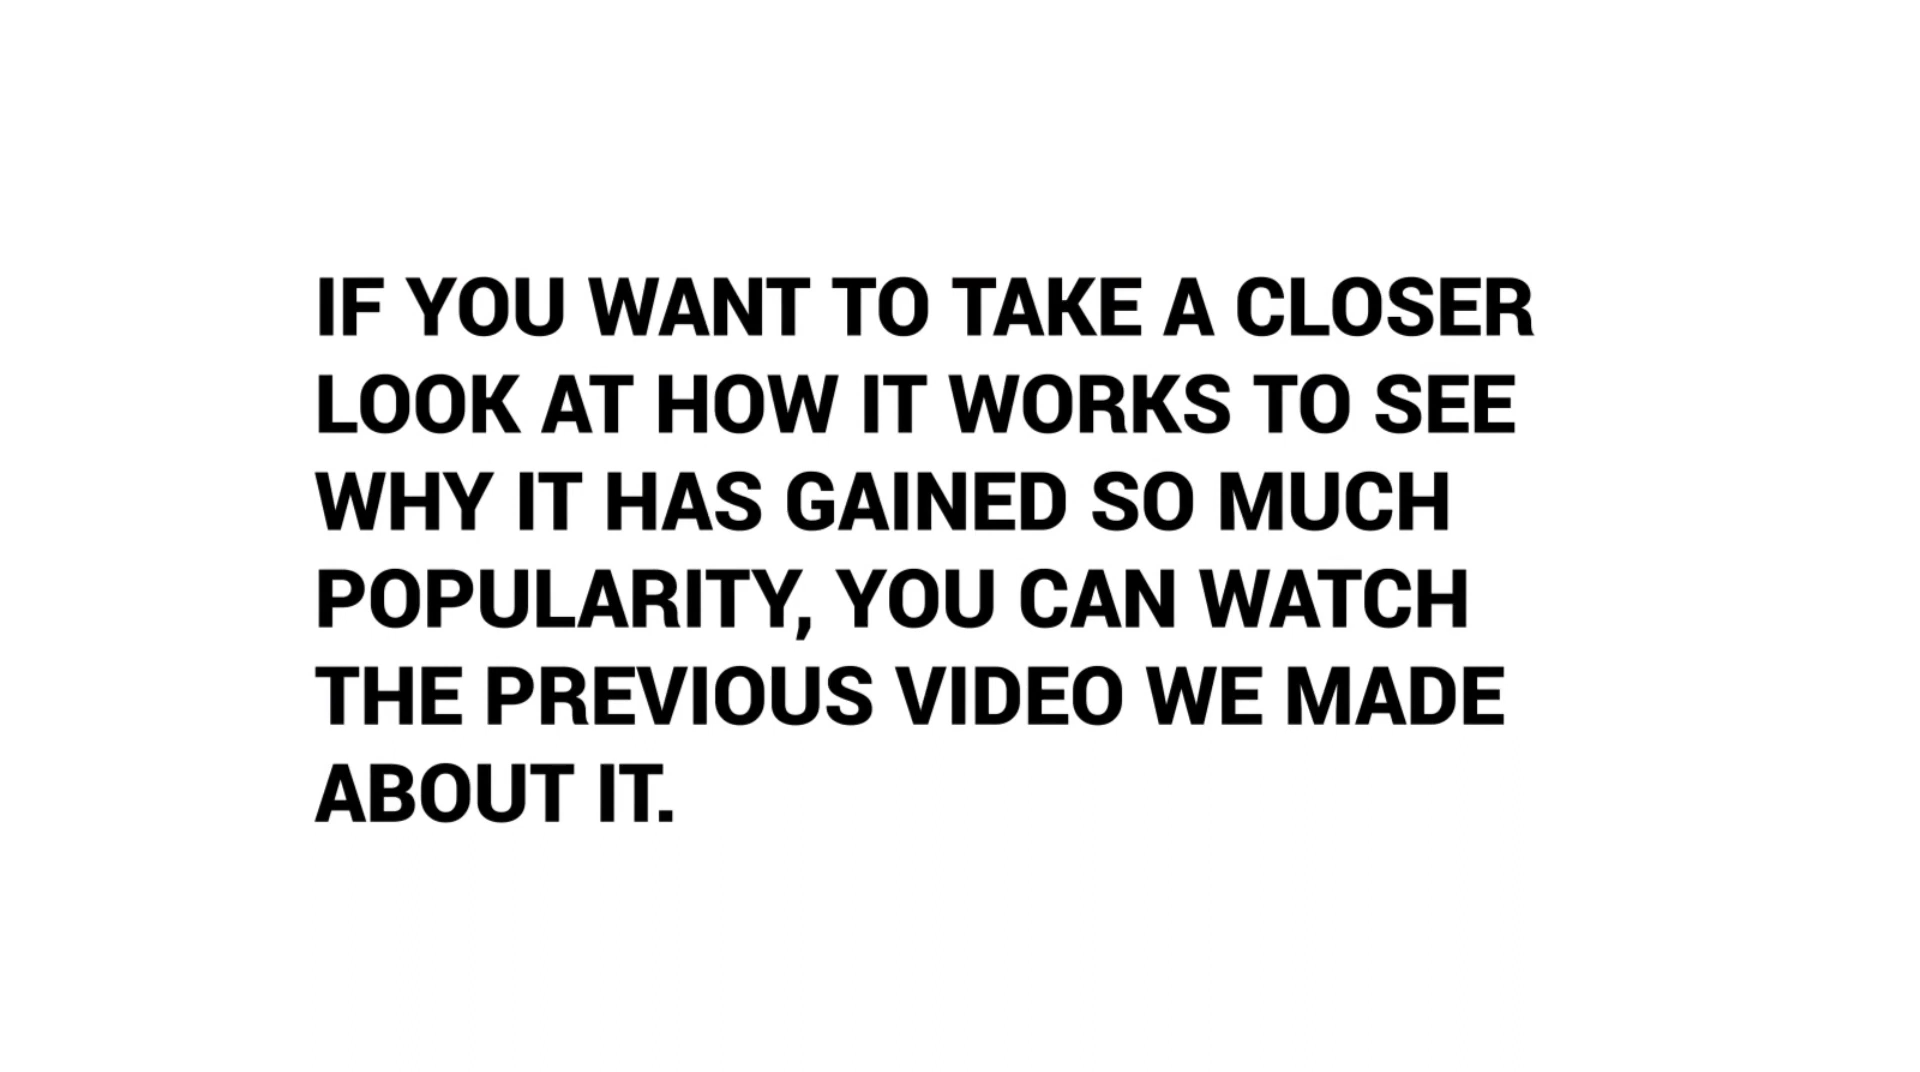 IF YOU WANT TO TAKE A CLOSER
LOOK AT HOW IT WORKS TO SEE
WHY IT HAS GAINED SO MUCH
POPULARITY, YOU CAN WATCH
THE PREVIOUS VIDEO WE MADE
ABOUT IT.